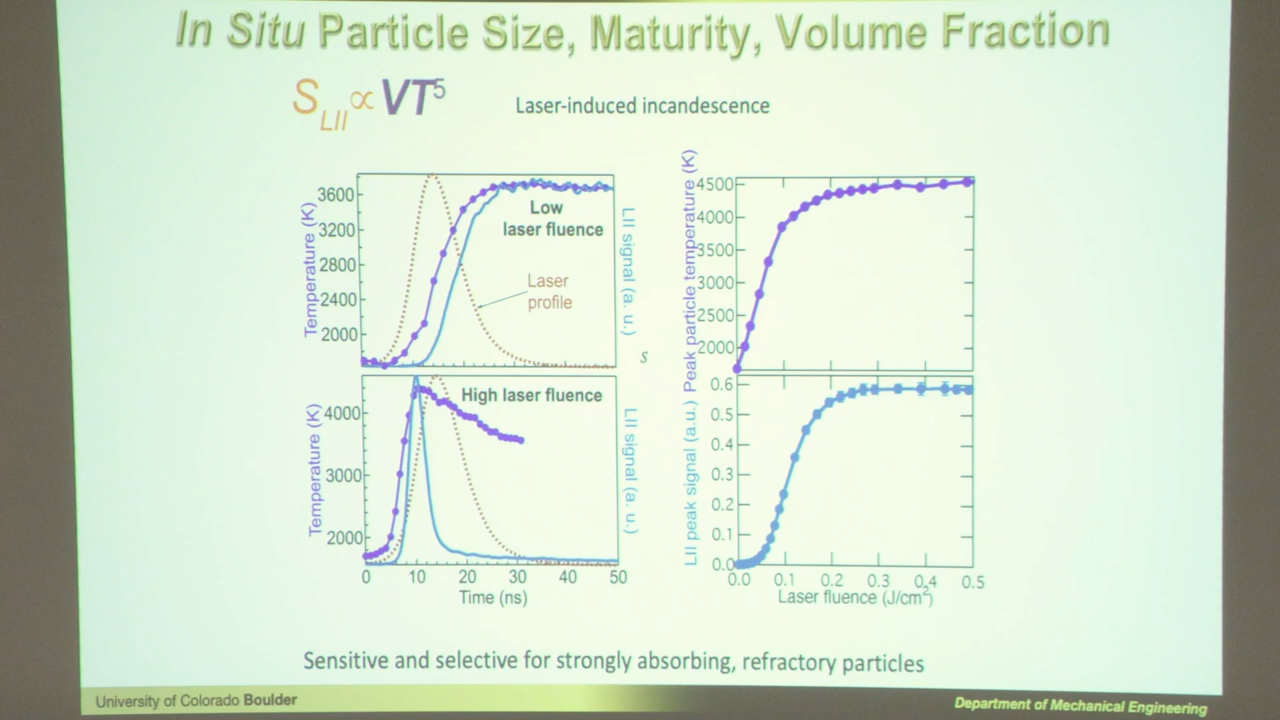 In Situ Particle Size, Maturity, Volume Fraction
S LII ∝ VT⁵
Laser-induced incandescence
Temperature (K)
3600
3200
2800
2400
2000
Low
laser fluence
Laser
profile
LII signal (a. u.)
s
Temperature (K)
4000
3000
2000
High laser fluence
LII signal (a. u.)
0 10 20 30 40 50
Time (ns)
Peak particle temperature (K)
4500
4000
3500
3000
2500
2000
LII peak signal (a.u.)
0.6
0.5
0.4
0.3
0.2
0.1
0.0
0.0 0.1 0.2 0.3 0.4 0.5
Laser fluence (J/cm²)
Sensitive and selective for strongly absorbing, refractory particles
University of Colorado Boulder
Department of Mechanical Engineering